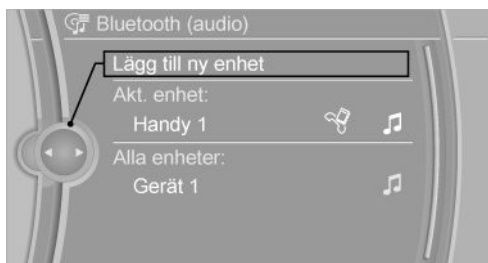 Bluetooth (audio)
Lägg till ny enhet
Akt. enhet:
Handy 1
Alla enheter:
Gerät 1